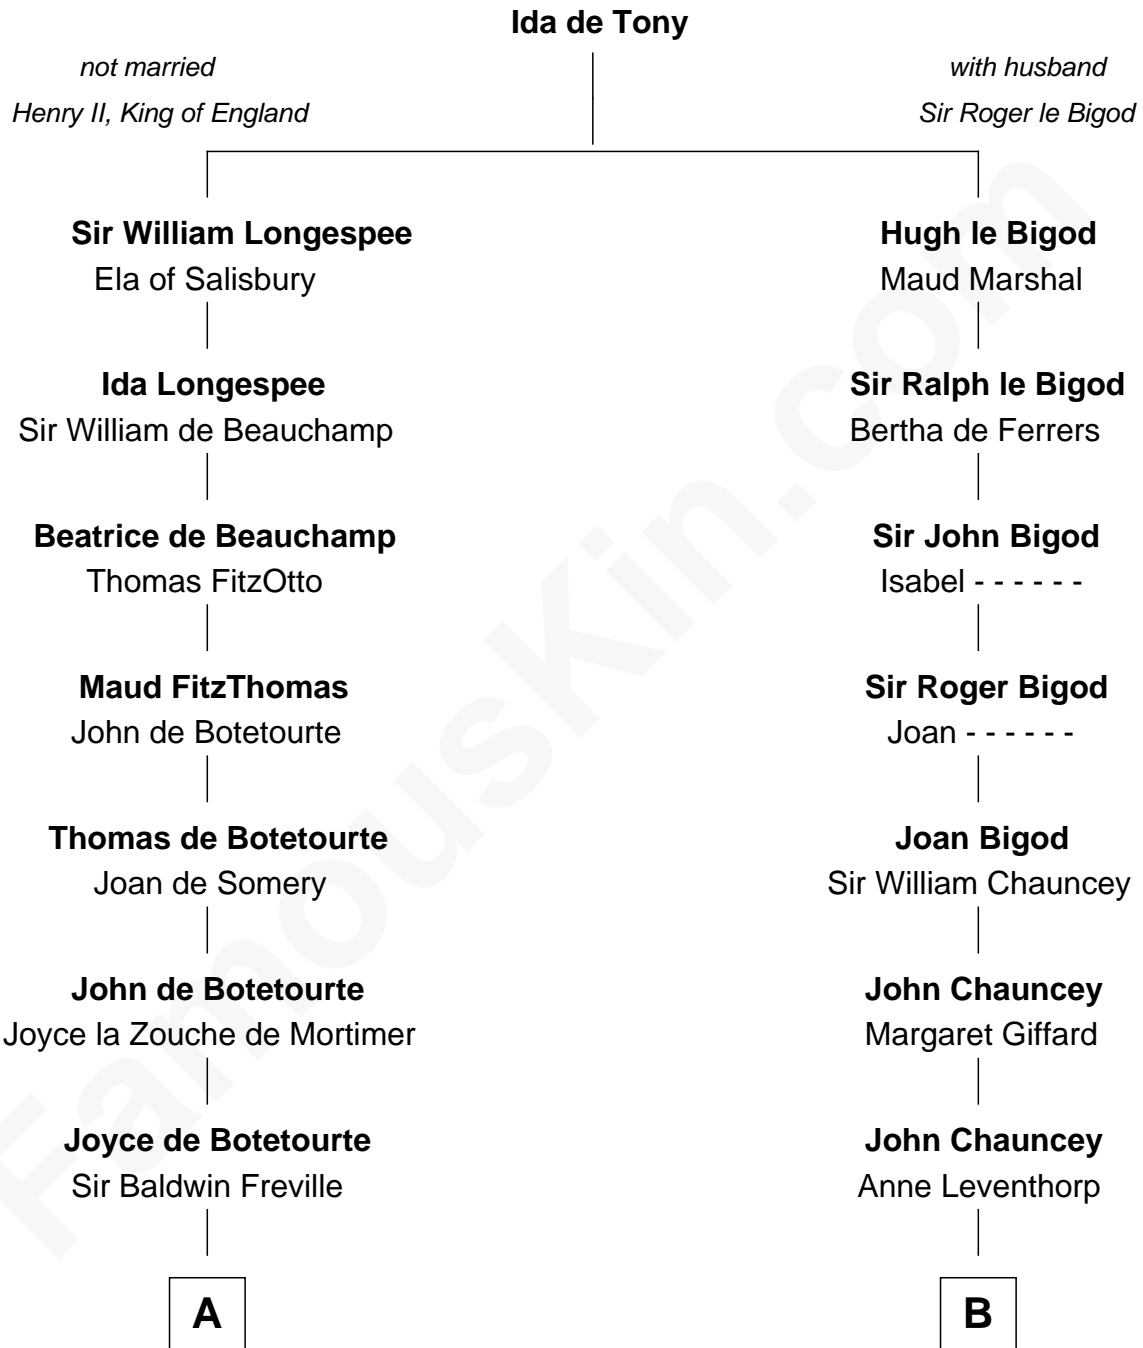 Ida de Tony
not married
Henry II, King of England
with husband
Sir Roger le Bigod
Sir William Longespee
Ela of Salisbury
Hugh le Bigod
Maud Marshal
Ida Longespee
Sir William de Beauchamp
Sir Ralph le Bigod
Bertha de Ferrers
Beatrice de Beauchamp
Thomas FitzOtto
Sir John Bigod
Isabel - - - - - -
Maud FitzThomas
John de Botetourte
Sir Roger Bigod
Joan - - - - - -
Thomas de Botetourte
Joan de Somery
Joan Bigod
Sir William Chauncey
John de Botetourte
Joyce la Zouche de Mortimer
John Chauncey
Margaret Giffard
Joyce de Botetourte
Sir Baldwin Freville
John Chauncey
Anne Leventhorp
A
B
FamousKin.com